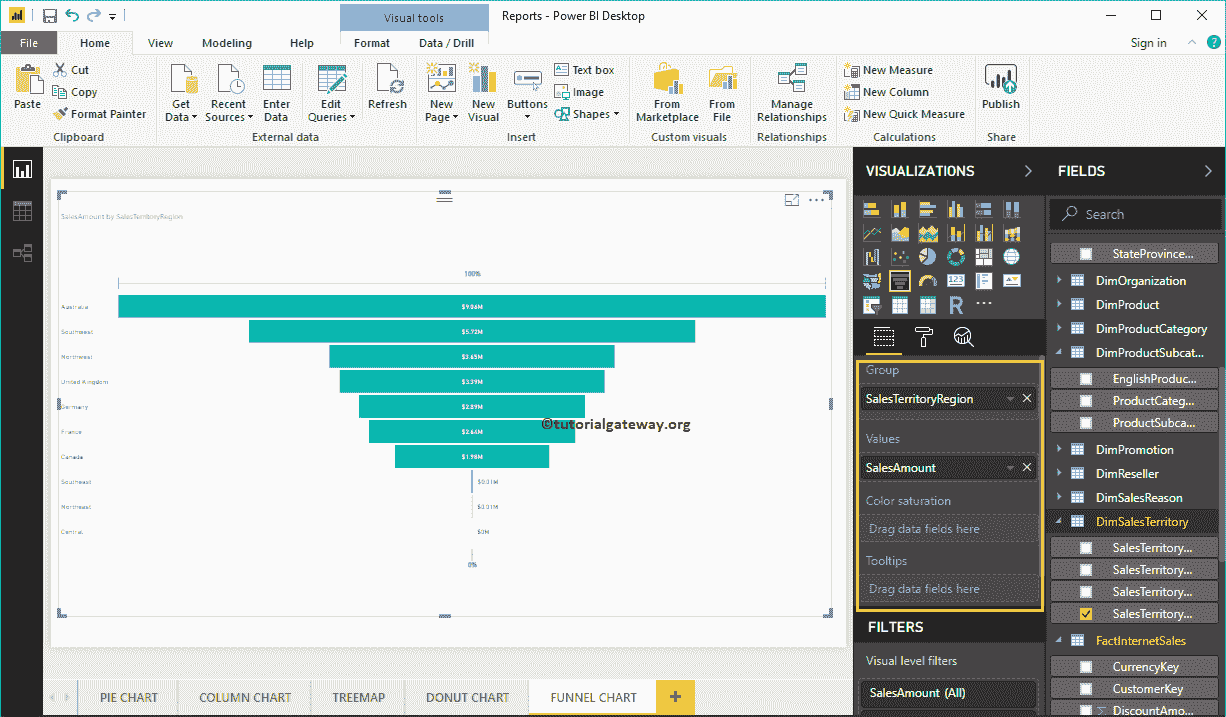 Visual tools
Reports - Power BI Desktop
File
Home
View
Modeling
Help
Format
Data / Drill
Sign in
Paste
Cut
Copy
Format Painter
Clipboard
Get Data
Recent Sources
Enter Data
Edit Queries
External data
Refresh
New Page
New Visual
Buttons
Text box
Image
Shapes
Insert
From Marketplace
From File
Custom visuals
Manage Relationships
Relationships
New Measure
New Column
New Quick Measure
Calculations
Publish
Share
SalesAmount by SalesTerritoryRegion
100%
Australia $9.06M
Southwest $5.72M
Northwest $3.65M
United Kingdom $3.39M
Germany $2.89M
France $2.64M
Canada $1.98M
Southeast $0.01M
Northeast $0.01M
Central $0M
0%
©tutorialgateway.org
PIE CHART
COLUMN CHART
TREEMAP
DONUT CHART
FUNNEL CHART
+
VISUALIZATIONS
123
R
Group
SalesTerritoryRegion
Values
SalesAmount
Color saturation
Drag data fields here
Tooltips
Drag data fields here
FILTERS
Visual level filters
SalesAmount (All)
FIELDS
Search
StateProvince...
DimOrganization
DimProduct
DimProductCategory
DimProductSubcat...
EnglishProduc...
ProductCateg...
ProductSubca...
DimPromotion
DimReseller
DimSalesReason
DimSalesTerritory
SalesTerritory...
SalesTerritory...
SalesTerritory...
SalesTerritory...
FactInternetSales
CurrencyKey
CustomerKey
DiscountAmo...